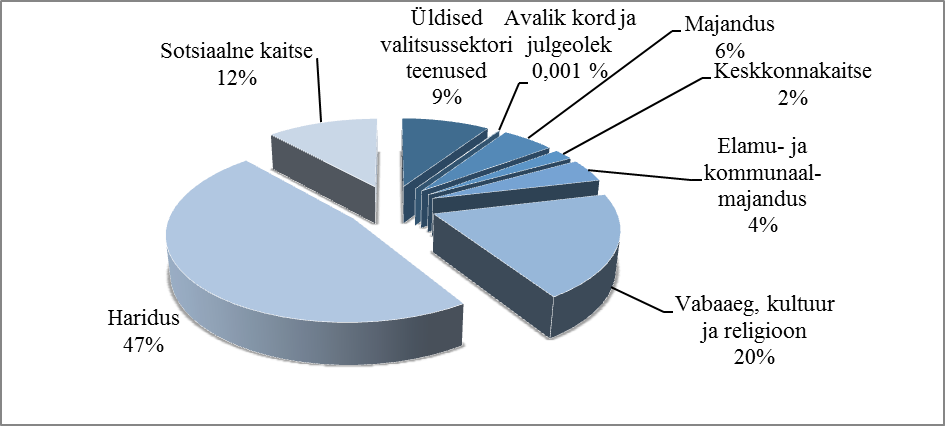 Üldised
valitsussektori
teenused
9%
Avalik kord ja
julgeolek
0,001 %
Majandus
6%
Keskkonnakaitse
2%
Elamu- ja
kommunaal-
majandus
4%
Vabaaeg, kultuur
ja religioon
20%
Haridus
47%
Sotsiaalne kaitse
12%